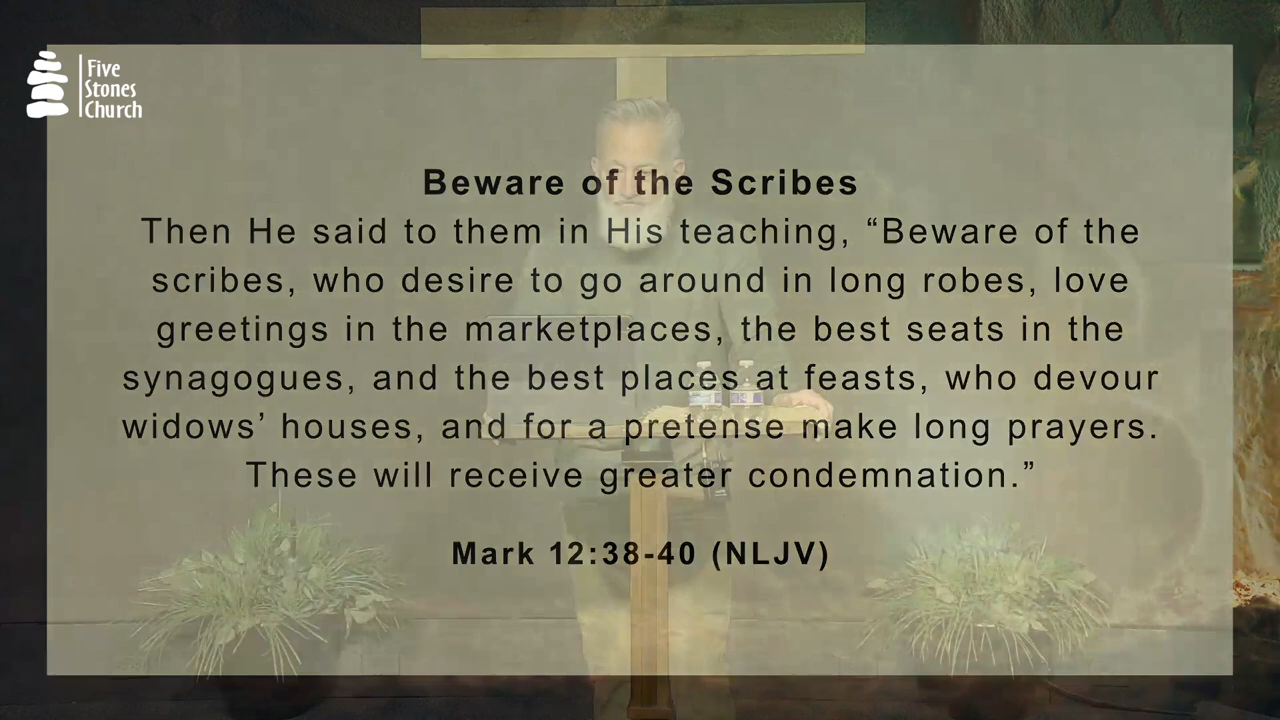 Five
Stones
Church
Beware of the Scribes
Then He said to them in His teaching, “Beware of the
scribes, who desire to go around in long robes, love
greetings in the marketplaces, the best seats in the
synagogues, and the best places at feasts, who devour
widows’ houses, and for a pretense make long prayers.
These will receive greater condemnation.”
Mark 12:38-40 (NLJV)